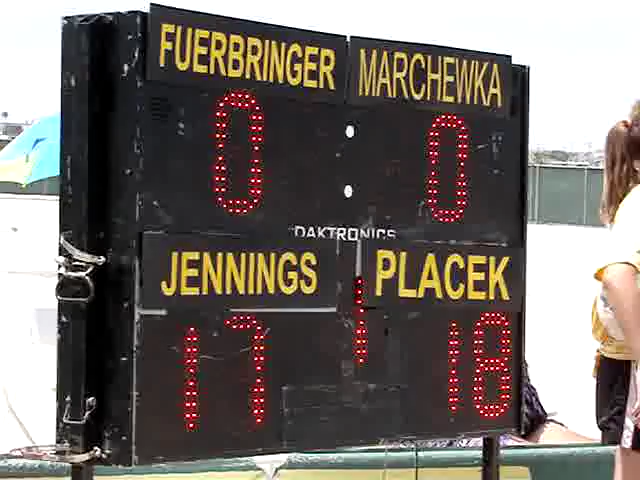 FUERBRINGER MARCHEWKA
0 : 0
DAKTRONICS
JENNINGS PLACEK
17 1 18